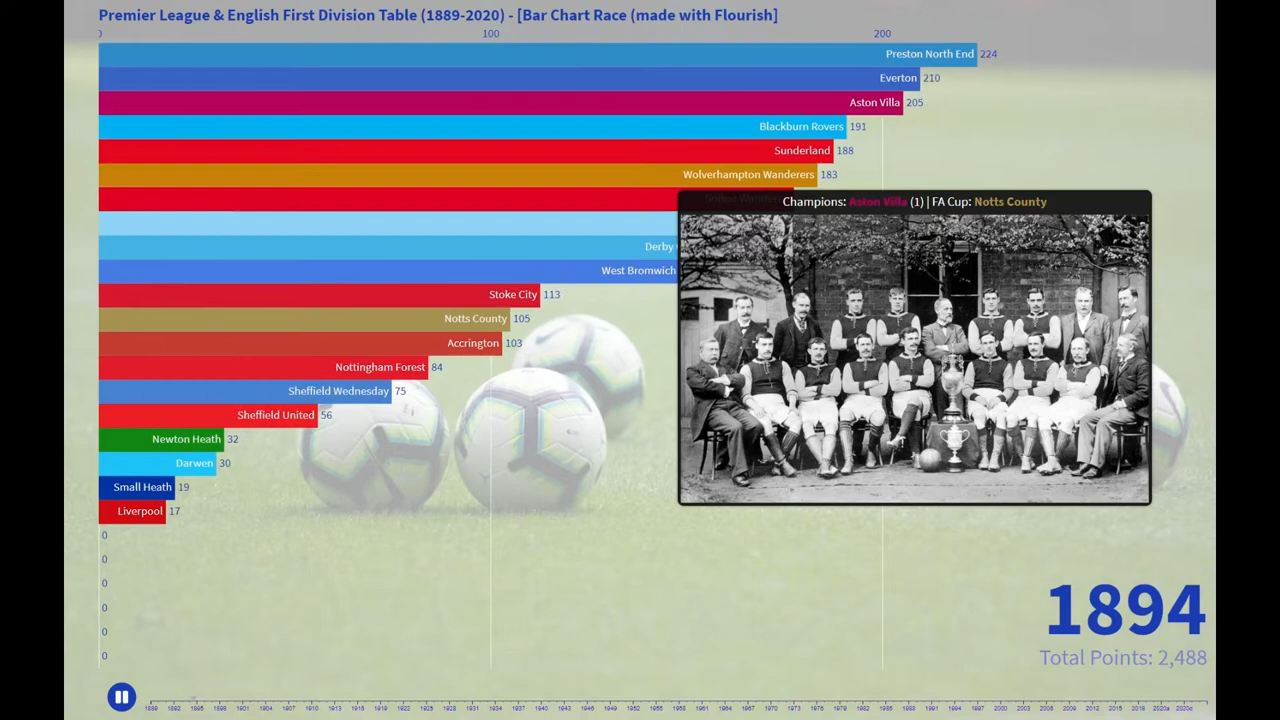 Premier League & English First Division Table (1889-2020) - [Bar Chart Race (made with Flourish]
0 100 200
Preston North End 224
Everton 210
Aston Villa 205
Blackburn Rovers 191
Sunderland 188
Wolverhampton Wanderers 183
Champions: Aston Villa (1) | FA Cup: Notts County
Derby
West Bromwich
Stoke City 113
Notts County 105
Accrington 103
Nottingham Forest 84
Sheffield Wednesday 75
Sheffield United 56
Newton Heath 32
Darwen 30
Small Heath 19
Liverpool 17
0
0
0
0
0
0
1894
Total Points: 2,488